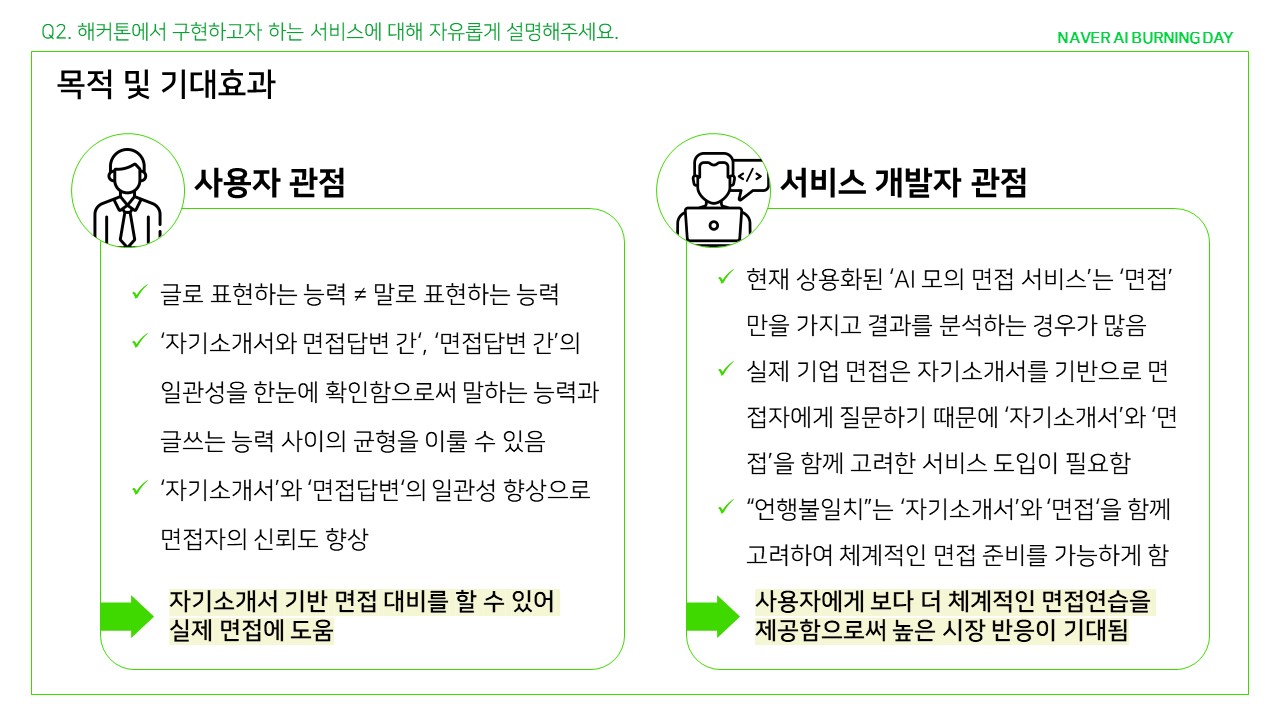 Q2. 해커톤에서 구현하고자 하는 서비스에 대해 자유롭게 설명해주세요.
NAVER AI BURNING DAY
목적 및 기대효과
사용자 관점
✓ 글로 표현하는 능력 ≠ 말로 표현하는 능력
✓ ‘자기소개서와 면접답변 간‘, ‘면접답변 간’의
일관성을 한눈에 확인함으로써 말하는 능력과
글쓰는 능력 사이의 균형을 이룰 수 있음
✓ ‘자기소개서’와 ‘면접답변‘의 일관성 향상으로
면접자의 신뢰도 향상
자기소개서 기반 면접 대비를 할 수 있어
실제 면접에 도움
서비스 개발자 관점
</>
✓ 현재 상용화된 ‘AI 모의 면접 서비스’는 ‘면접’
만을 가지고 결과를 분석하는 경우가 많음
✓ 실제 기업 면접은 자기소개서를 기반으로 면
접자에게 질문하기 때문에 ‘자기소개서’와 ‘면
접’을 함께 고려한 서비스 도입이 필요함
✓ “언행불일치”는 ‘자기소개서’와 ‘면접‘을 함께
고려하여 체계적인 면접 준비를 가능하게 함
사용자에게 보다 더 체계적인 면접연습을
제공함으로써 높은 시장 반응이 기대됨